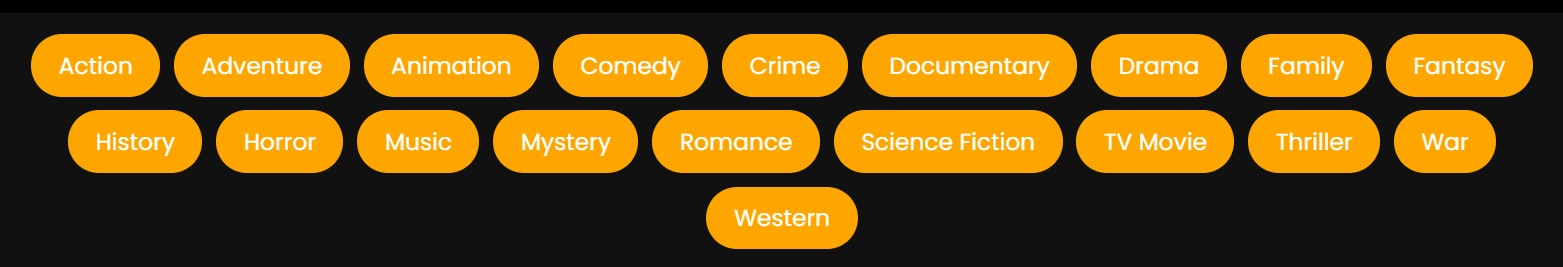 Action Adventure Animation Comedy Crime Documentary Drama Family Fantasy
History Horror Music Mystery Romance Science Fiction TV Movie Thriller War
Western